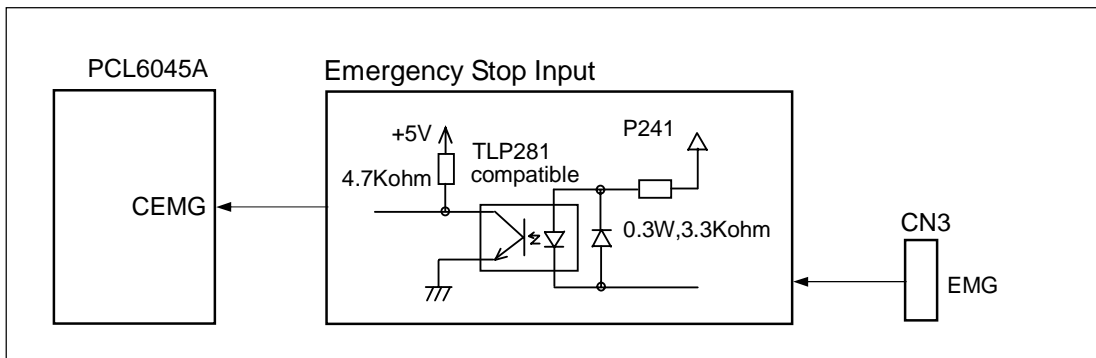 PCL6045A
Emergency Stop Input
P241
+5V
TLP281
compatible
4.7Kohm
CEMG
0.3W,3.3Kohm
CN3
EMG